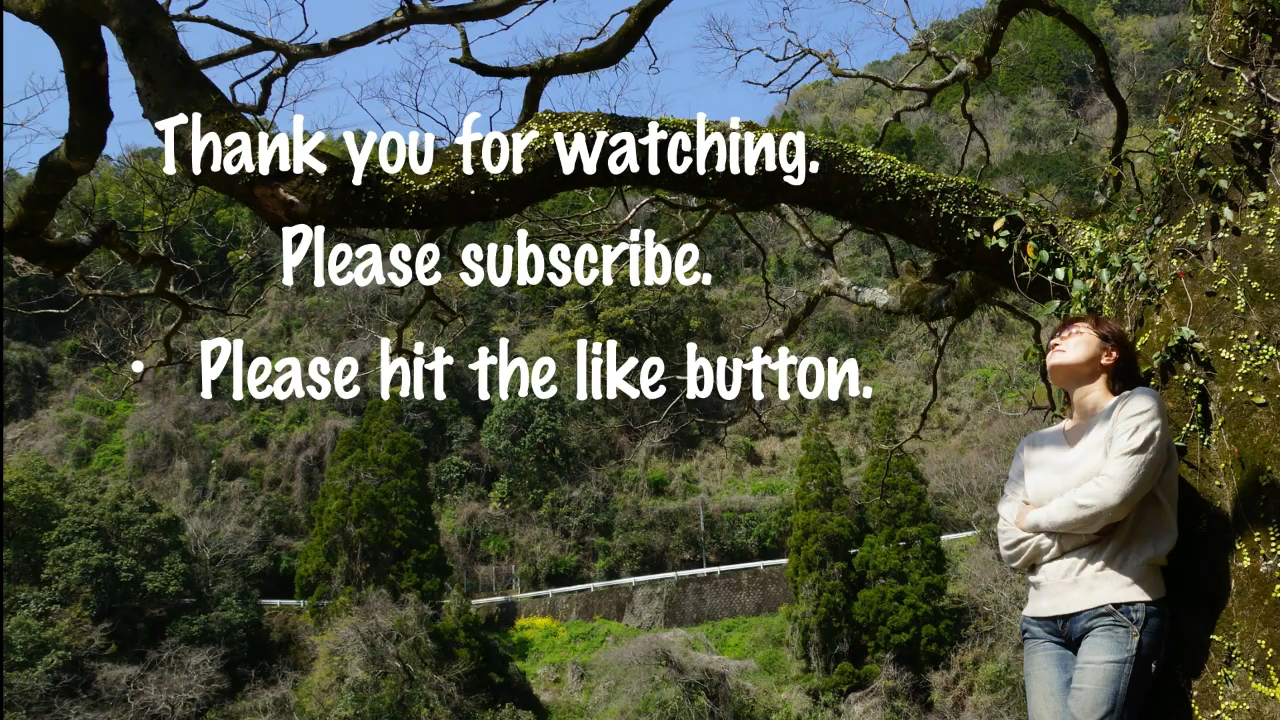 Thank you for watching.
Please subscribe.
• Please hit the like button.